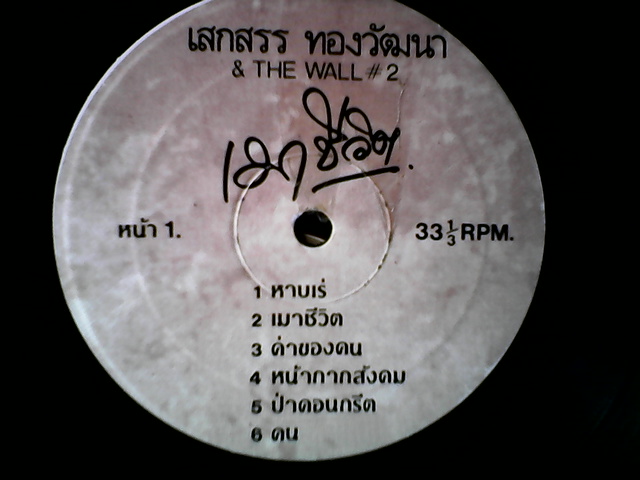 เสกสรร ทองวัฒนา
& THE WALL # 2
เมาชีวิต.
หน้า 1.
33 1/3 RPM.
1 หาบเร่
2 เมาชีวิต
3 ค่าของคน
4 หน้ากากสังคม
5 ป่าคอนกรีต
6 คน